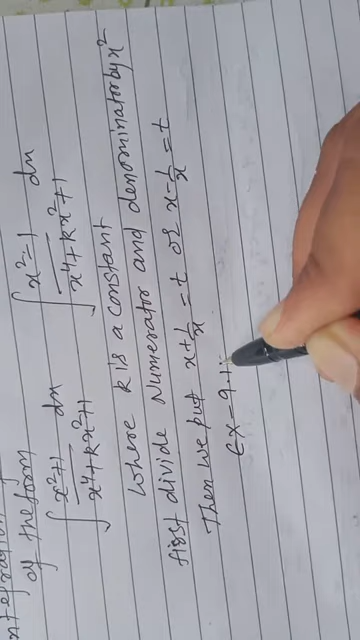 of the form
∫ x²+1 / x⁴+kx²+1 dx ∫ x²-1 / x⁴+kx²+1 dx
where k is a constant
first divide Numerator and denominator by x²
Then we put x+1/x = t or x-1/x = t
Ex-9.